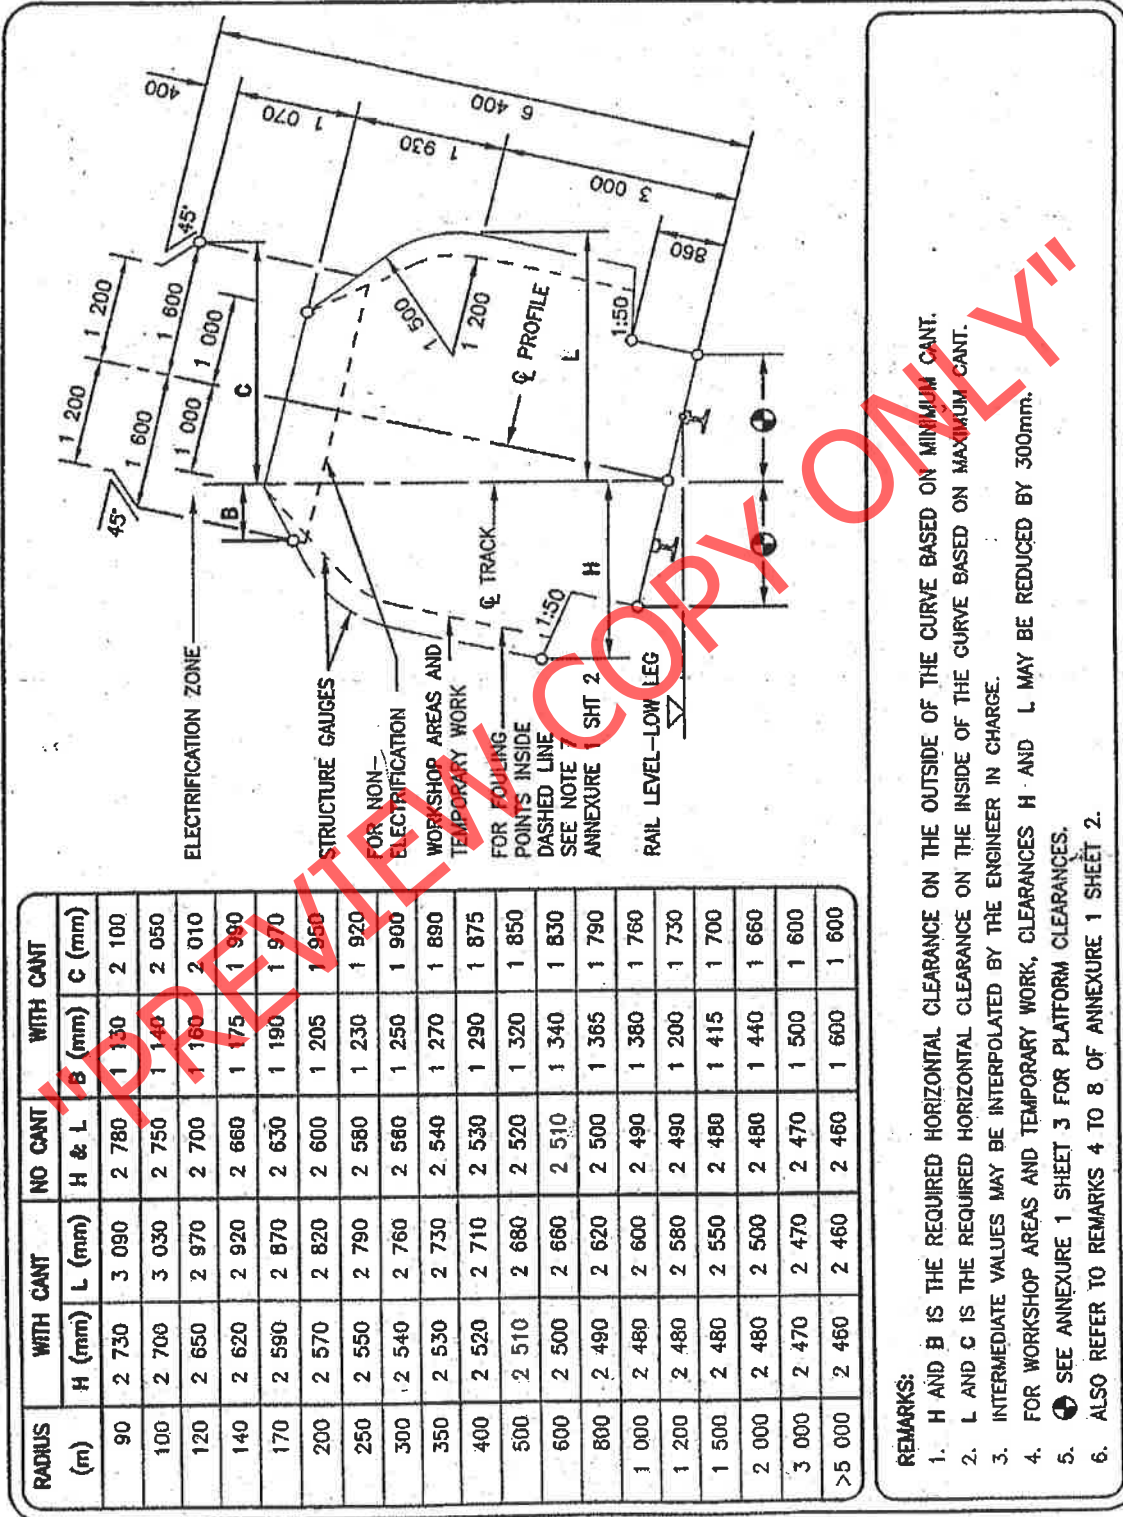 RADIUS WITH CANT NO CANT WITH CANT
(m) H (mm) L (mm) H & L B (mm) C (mm)
90 2 730 3 090 2 780 1 130 2 100
100 2 700 3 030 2 750 1 140 2 050
120 2 650 2 970 2 700 1 160 2 010
140 2 620 2 920 2 660 1 175 1 990
170 2 590 2 870 2 630 1 190 1 970
200 2 570 2 820 2 600 1 205 1 950
250 2 550 2 790 2 580 1 230 1 920
300 2 540 2 760 2 560 1 250 1 900
350 2 530 2 730 2 540 1 270 1 890
400 2 520 2 710 2 530 1 290 1 875
500 2 510 2 680 2 520 1 320 1 850
600 2 500 2 660 2 510 1 340 1 830
800 2 490 2 620 2 500 1 365 1 790
1 000 2 480 2 600 2 490 1 380 1 760
1 200 2 480 2 580 2 490 1 200 1 730
1 500 2 480 2 550 2 480 1 415 1 700
2 000 2 480 2 500 2 480 1 440 1 660
3 000 2 470 2 470 2 470 1 500 1 600
>5 000 2 460 2 460 2 460 1 600 1 600
ELECTRIFICATION ZONE
STRUCTURE GAUGES
FOR NON-
ELECTRIFICATION
WORKSHOP AREAS AND
TEMPORARY WORK
FOR FOULING
POINTS INSIDE
DASHED LINE
SEE NOTE 7
ANNEXURE 1 SHT 2
RAIL LEVEL-LOW LEG
45°
1 200
1 200
45°
1 600
1 600
1 000
1 000
400
1 070
1 930
6 400
3 000
860
B
C
1 500
1 200
℄ PROFILE
L
℄ TRACK
H
1:50
1:50
REMARKS:
1. H AND B IS THE REQUIRED HORIZONTAL CLEARANCE ON THE OUTSIDE OF THE CURVE BASED ON MINIMUM CANT.
2. L AND C IS THE REQUIRED HORIZONTAL CLEARANCE ON THE INSIDE OF THE CURVE BASED ON MAXIMUM CANT.
3. INTERMEDIATE VALUES MAY BE INTERPOLATED BY THE ENGINEER IN CHARGE.
4. FOR WORKSHOP AREAS AND TEMPORARY WORK, CLEARANCES H AND L MAY BE REDUCED BY 300mm.
5. SEE ANNEXURE 1 SHEET 3 FOR PLATFORM CLEARANCES.
6. ALSO REFER TO REMARKS 4 TO 8 OF ANNEXURE 1 SHEET 2.
"PREVIEW COPY ONLY"